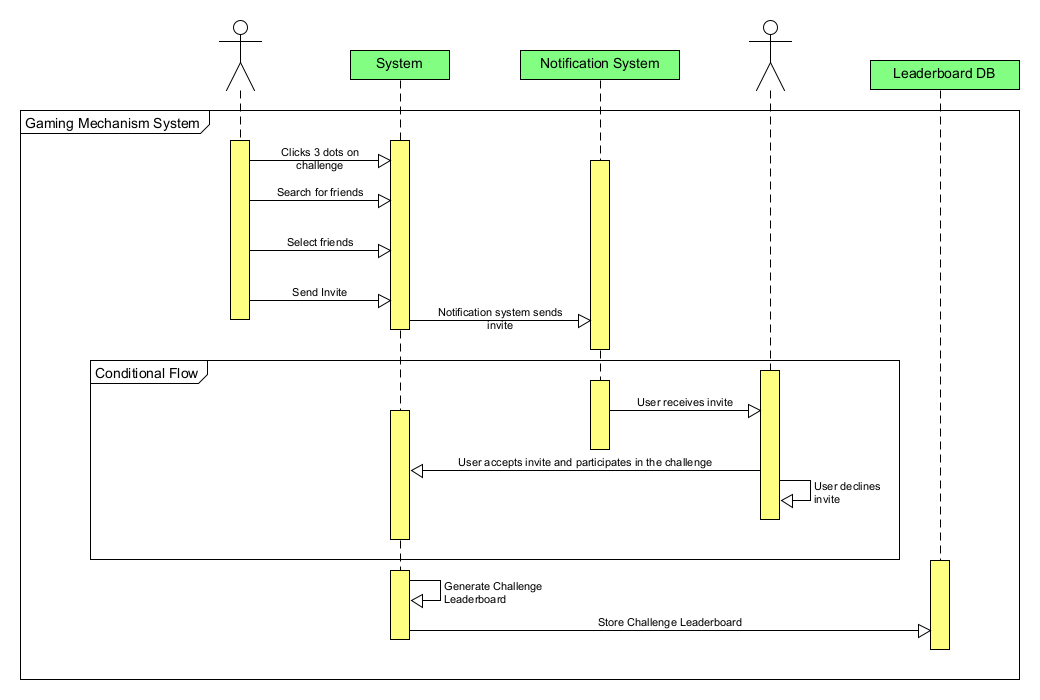 System
Notification System
Leaderboard DB
Gaming Mechanism System
Clicks 3 dots on
challenge
Search for friends
Select friends
Send Invite
Notification system sends
invite
Conditional Flow
User receives invite
User accepts invite and participates in the challenge
User declines
invite
Generate Challenge
Leaderboard
Store Challenge Leaderboard